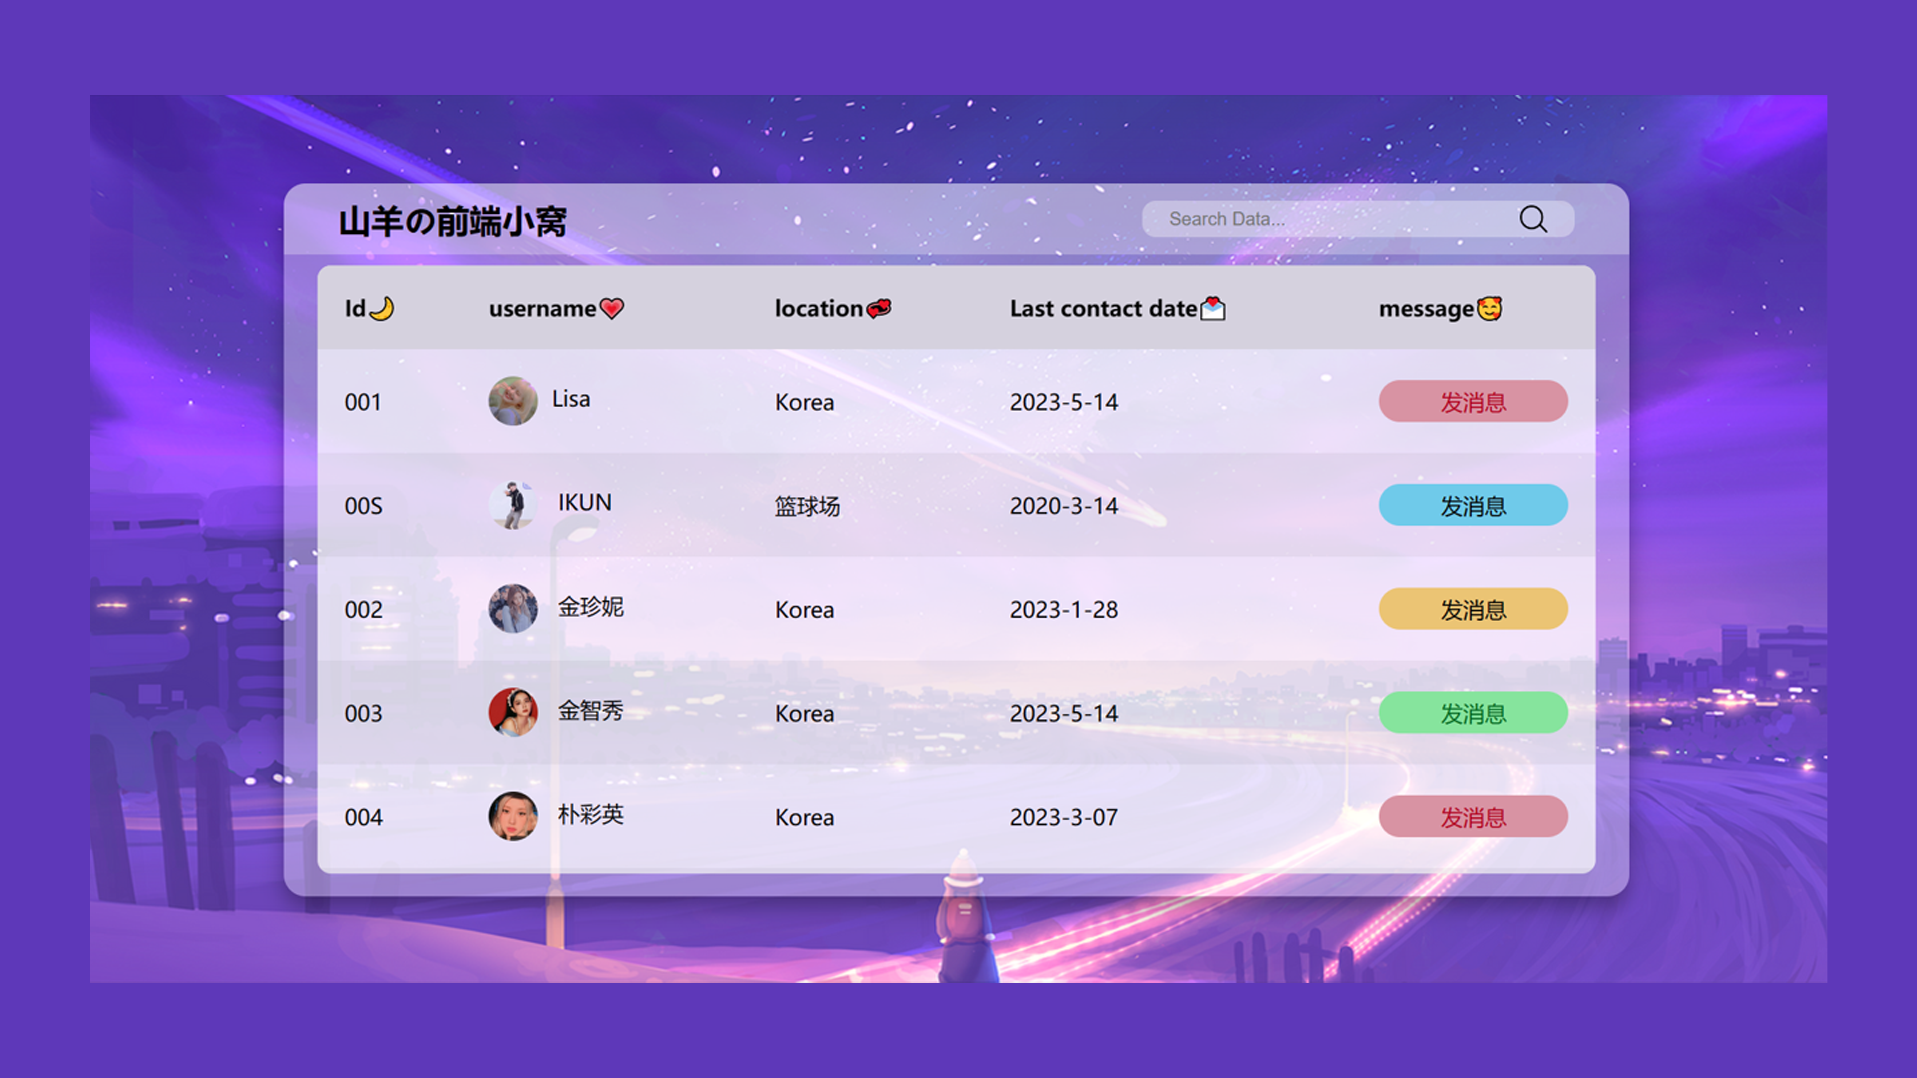 山羊の前端小窝
Search Data...
Id🌙 username💗 location💞 Last contact date💌 message🥰
001 Lisa Korea 2023-5-14 发消息
00S IKUN 篮球场 2020-3-14 发消息
002 金珍妮 Korea 2023-1-28 发消息
003 金智秀 Korea 2023-5-14 发消息
004 朴彩英 Korea 2023-3-07 发消息